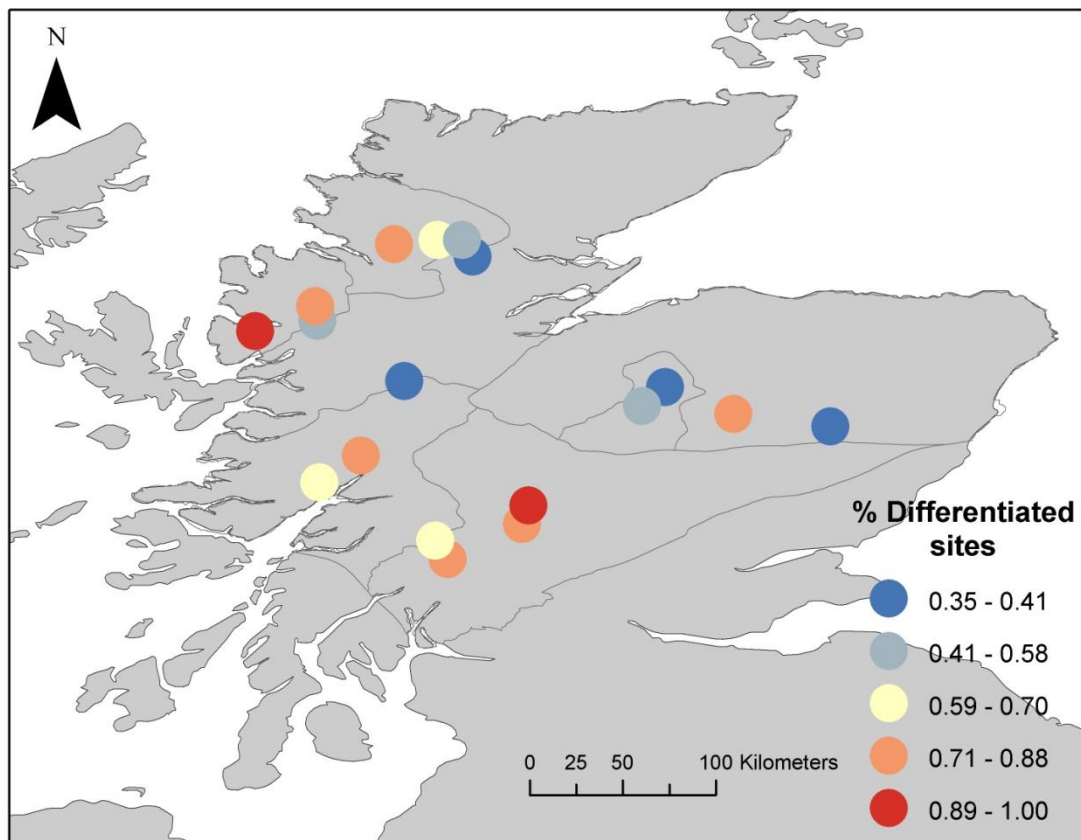 N
% Differentiated
sites
0.35 - 0.41
0.41 - 0.58
0.59 - 0.70
0.71 - 0.88
0.89 - 1.00
0 25 50 100 Kilometers